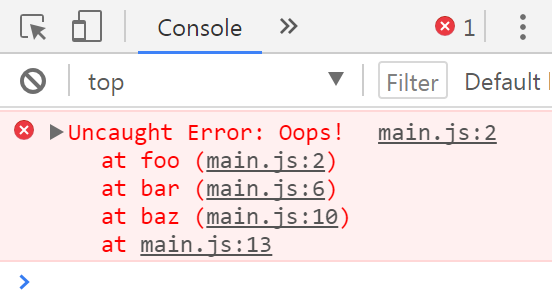 Console » 1
top Filter Default
Uncaught Error: Oops! main.js:2
at foo (main.js:2)
at bar (main.js:6)
at baz (main.js:10)
at main.js:13